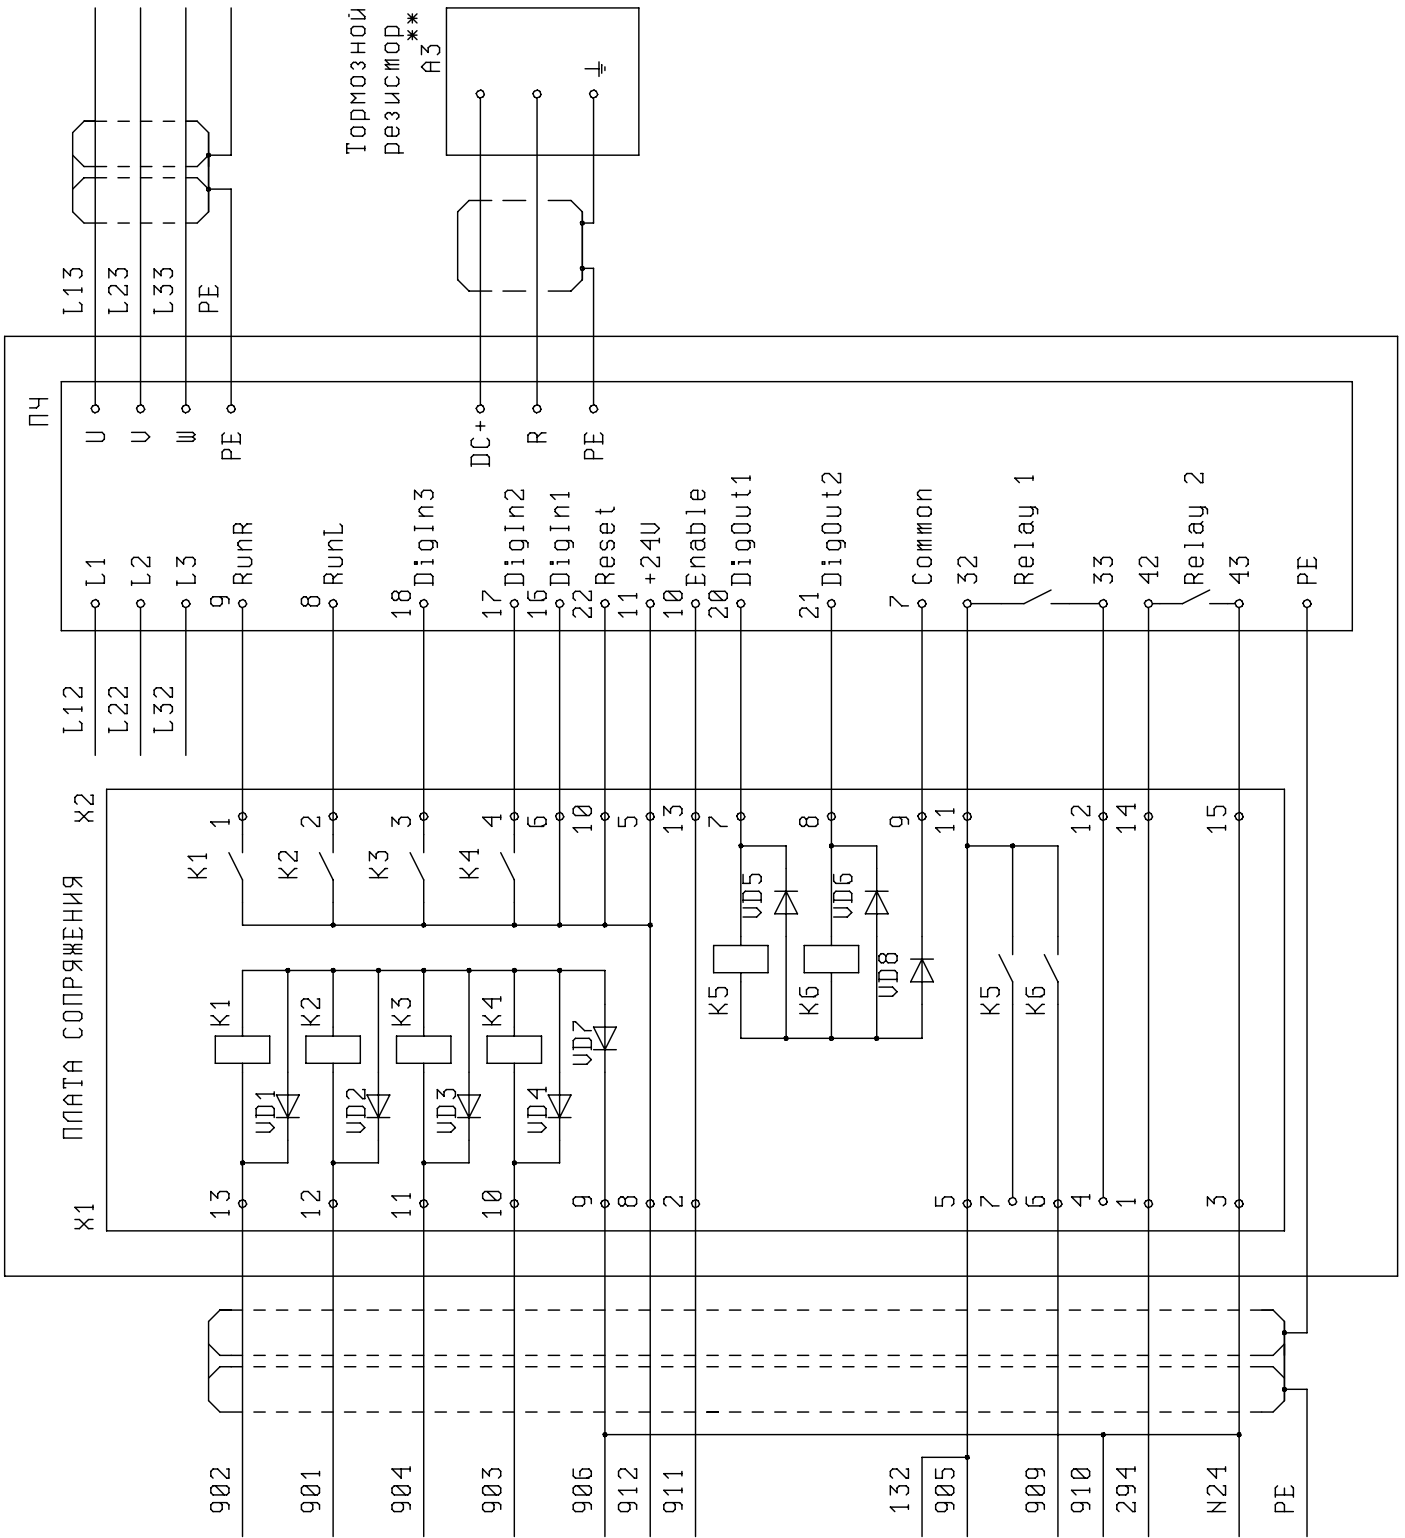 Тормозной
резистор**
А3
L13
L23
L33
PE
ПЧ
U
V
W
PE
DC+
R
PE
L1
L2
L3
9
RunR
8
RunL
18
DigIn3
17
DigIn2
16
DigIn1
22
Reset
11
+24V
10
Enable
20
DigOut1
21
DigOut2
7
Common
32
Relay 1
33
42
Relay 2
43
PE
L12
L22
L32
ПЛАТА СОПРЯЖЕНИЯ
X2
1
2
3
4
6
10
5
13
7
8
9
11
12
14
15
K1
K2
K3
K4
VD5
VD6
K5
K6
VD8
K5
K6
K1
K2
K3
K4
VD7
VD1
VD2
VD3
VD4
X1
13
12
11
10
9
8
2
5
7
6
4
1
3
902
901
904
903
906
912
911
132
905
909
910
294
N24
PE